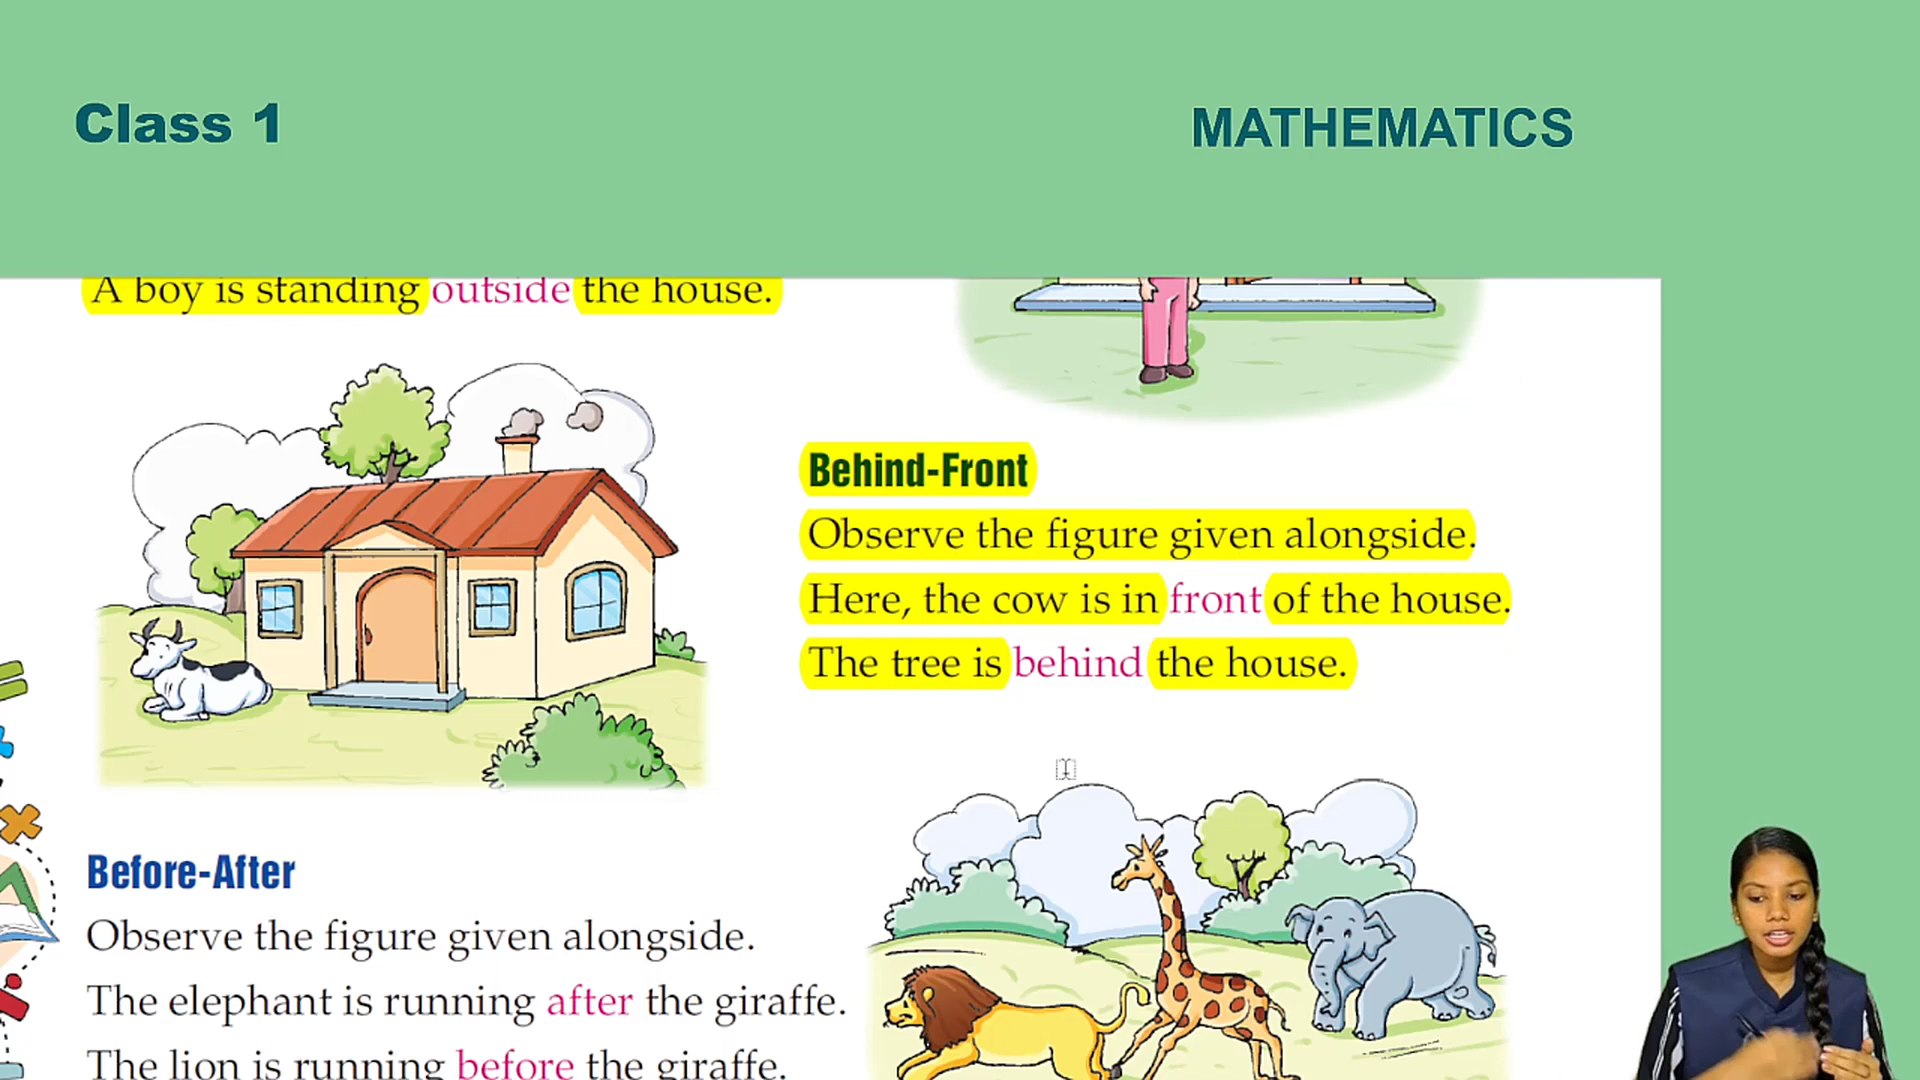 Class 1
MATHEMATICS
A boy is standing outside the house.
Behind-Front
Observe the figure given alongside.
Here, the cow is in front of the house.
The tree is behind the house.
Before-After
Observe the figure given alongside.
The elephant is running after the giraffe.
The lion is running before the giraffe.